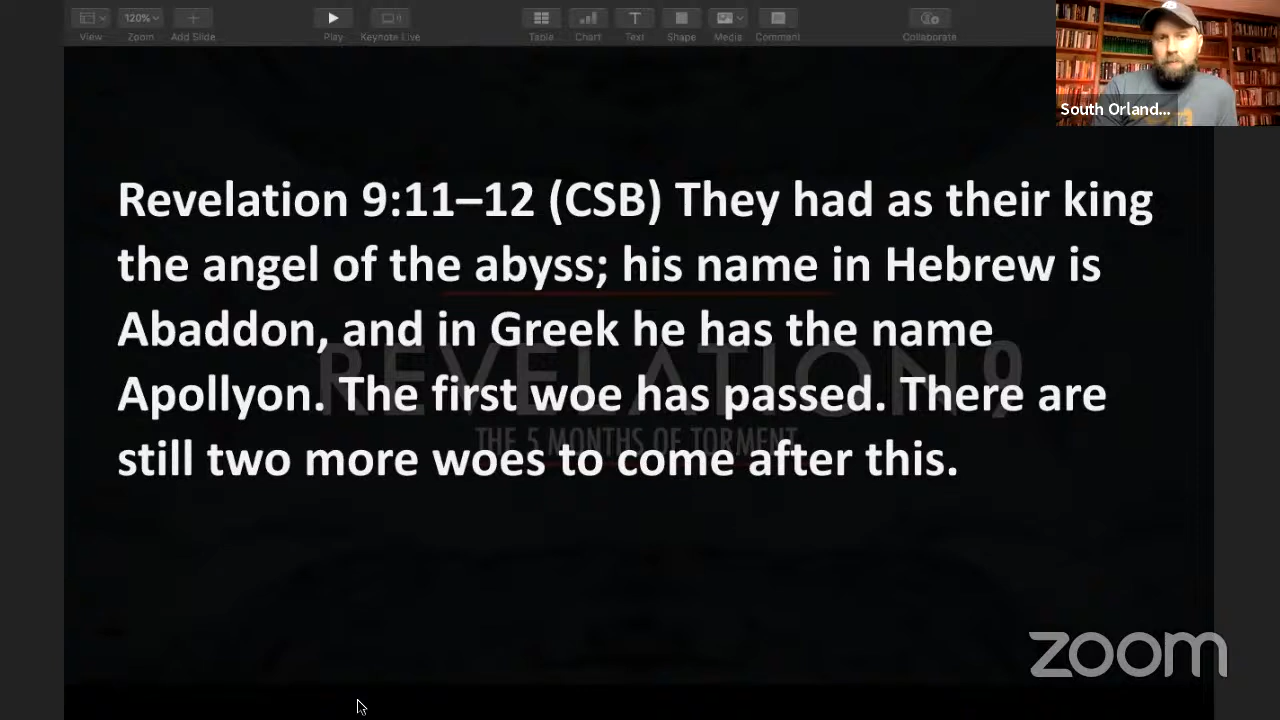 View
120%
Zoom
Add Slide
Play
Keynote Live
Table
Chart
T
Text
Shape
Media
Comment
Collaborate
South Orland...
Revelation 9:11–12 (CSB) They had as their king
the angel of the abyss; his name in Hebrew is
Abaddon, and in Greek he has the name
Apollyon. The first woe has passed. There are
still two more woes to come after this.
REVELATION 9
THE 5 MONTHS OF TORMENT
zoom